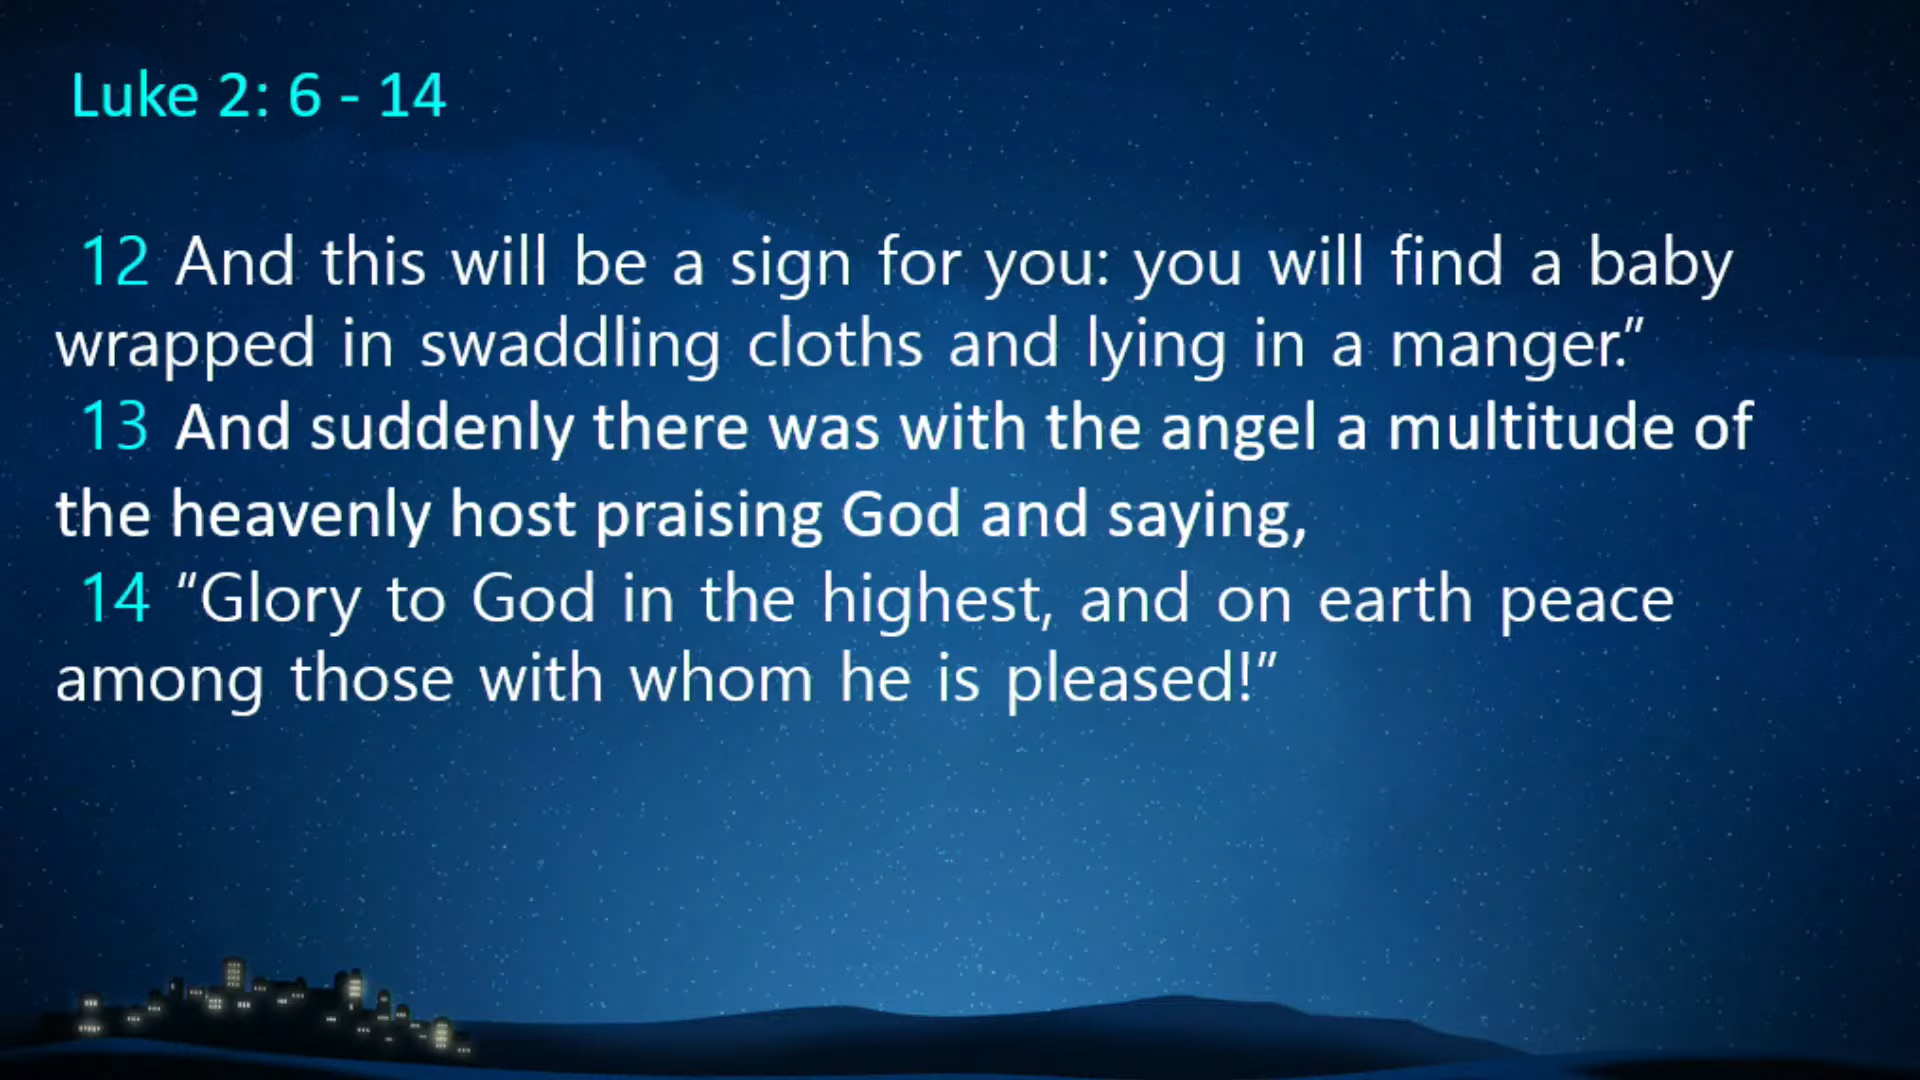 Luke 2: 6 - 14
12 And this will be a sign for you: you will find a baby
wrapped in swaddling cloths and lying in a manger.”
13 And suddenly there was with the angel a multitude of
the heavenly host praising God and saying,
14 “Glory to God in the highest, and on earth peace
among those with whom he is pleased!”